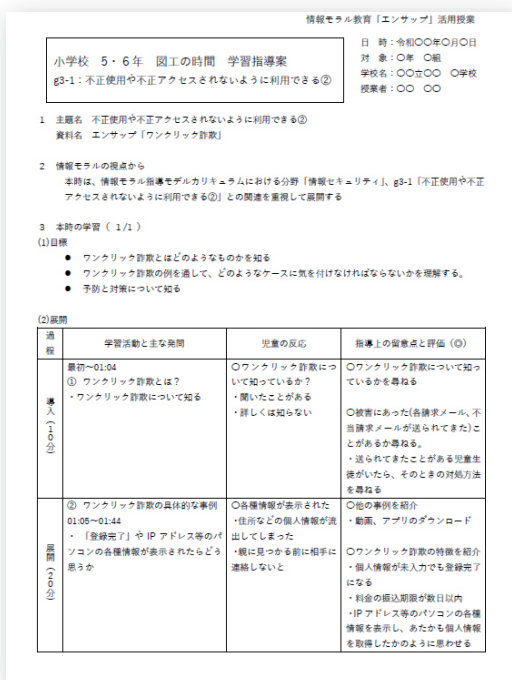 情報モラル教育「エンサップ」活用授業
日　時：令和〇〇年〇月〇日
対　象：〇年　〇組
学校名：〇〇立〇〇　〇学校
授業者：〇〇　〇〇
小学校　５・６年　図工の時間　学習指導案
g3-1：不正使用や不正アクセスされないように利用できる②
１　主題名　不正使用や不正アクセスされないように利用できる②
資料名　エンサップ「ワンクリック詐欺」
２　情報モラルの視点から
本時は、情報モラル指導モデルカリキュラムにおける分野「情報セキュリティ」、g3-1「不正使用や不正
アクセスされないように利用できる②」との関連を重視して展開する
３　本時の学習（ 1/1 ）
(1)目標
● ワンクリック詐欺とはどのようなものかを知る
● ワンクリック詐欺の例を通して、どのようなケースに気を付けなければならないかを理解する。
● 予防と対策について知る
(2)展開
過程
学習活動と主な発問
児童の反応
指導上の留意点と評価（◎）
導入（10分）
最初～01:04
① ワンクリック詐欺とは？
・ワンクリックについて知る
〇ワンクリック詐欺につ
いて知っているか？
・聞いたことがある
・詳しくは知らない
〇ワンクリック詐欺について知っ
ているかを尋ねる
〇被害にあった(各請求メール、不
当請求メールが送られてきた)こ
とがあるか尋ねる。
・送られてきたことがある児童生
徒がいたら、そのときの対処方法
を尋ねる
展開（20分）
② ワンクリック詐欺の具体的な事例
01:05～01:44
・「登録完了」や IP アドレス等のパ
ソコンの各種情報が表示されたらどう
思うか
〇各種情報が表示された
・住所などの個人情報が流
出してしまった
・親に見つかる前に相手に
連絡しないと
〇他の事例を紹介
・動画、アプリのダウンロード
〇ワンクリック詐欺の特徴を紹介
・個人情報が未入力でも登録完了
になる
・料金の振込期限が数日以内
・IP アドレス等のパソコンの各種
情報を表示し、あたかも個人情報
を取得したかのように思わせる